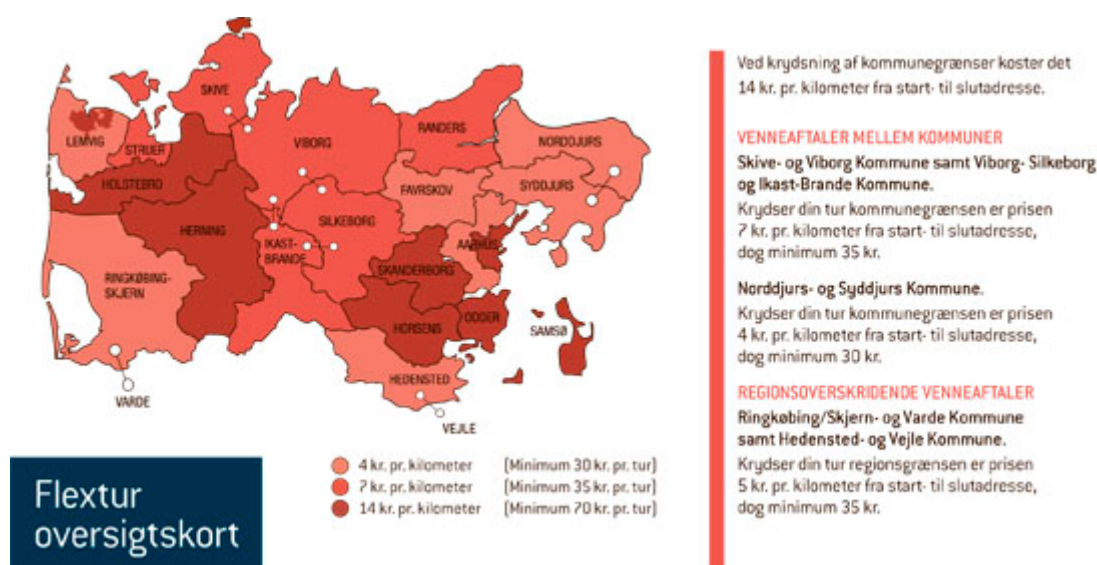 SKIVE
LEMVIG
STRUER
VIBORG
RANDERS
NORDDJURS
HOLSTEBRO
FAVRSKOV
SYDDJURS
HERNING
SILKEBORG
IKAST-
BRANDE
AARHUS
SKANDERBORG
RINGKØBING-
SKJERN
HORSENS
ODDER
SAMSØ
HEDENSTED
VARDE
VEJLE
4 kr. pr. kilometer (Minimum 30 kr. pr. tur)
7 kr. pr. kilometer (Minimum 35 kr. pr. tur)
14 kr. pr. kilometer (Minimum 70 kr. pr. tur)
Flextur
oversigtskort
Ved krydsning af kommunegrænser koster det
14 kr. pr. kilometer fra start- til slutadresse.
VENNEAFTALER MELLEM KOMMUNER
Skive- og Viborg Kommune samt Viborg- Silkeborg
og Ikast-Brande Kommune.
Krydser din tur kommunegrænsen er prisen
7 kr. pr. kilometer fra start- til slutadresse,
dog minimum 35 kr.
Norddjurs- og Syddjurs Kommune.
Krydser din tur kommunegrænsen er prisen
4 kr. pr. kilometer fra start- til slutadresse,
dog minimum 30 kr.
REGIONSOVERSKRIDENDE VENNEAFTALER
Ringkøbing/Skjern- og Varde Kommune
samt Hedensted- og Vejle Kommune.
Krydser din tur regionsgrænsen er prisen
5 kr. pr. kilometer fra start- til slutadresse,
dog minimum 35 kr.